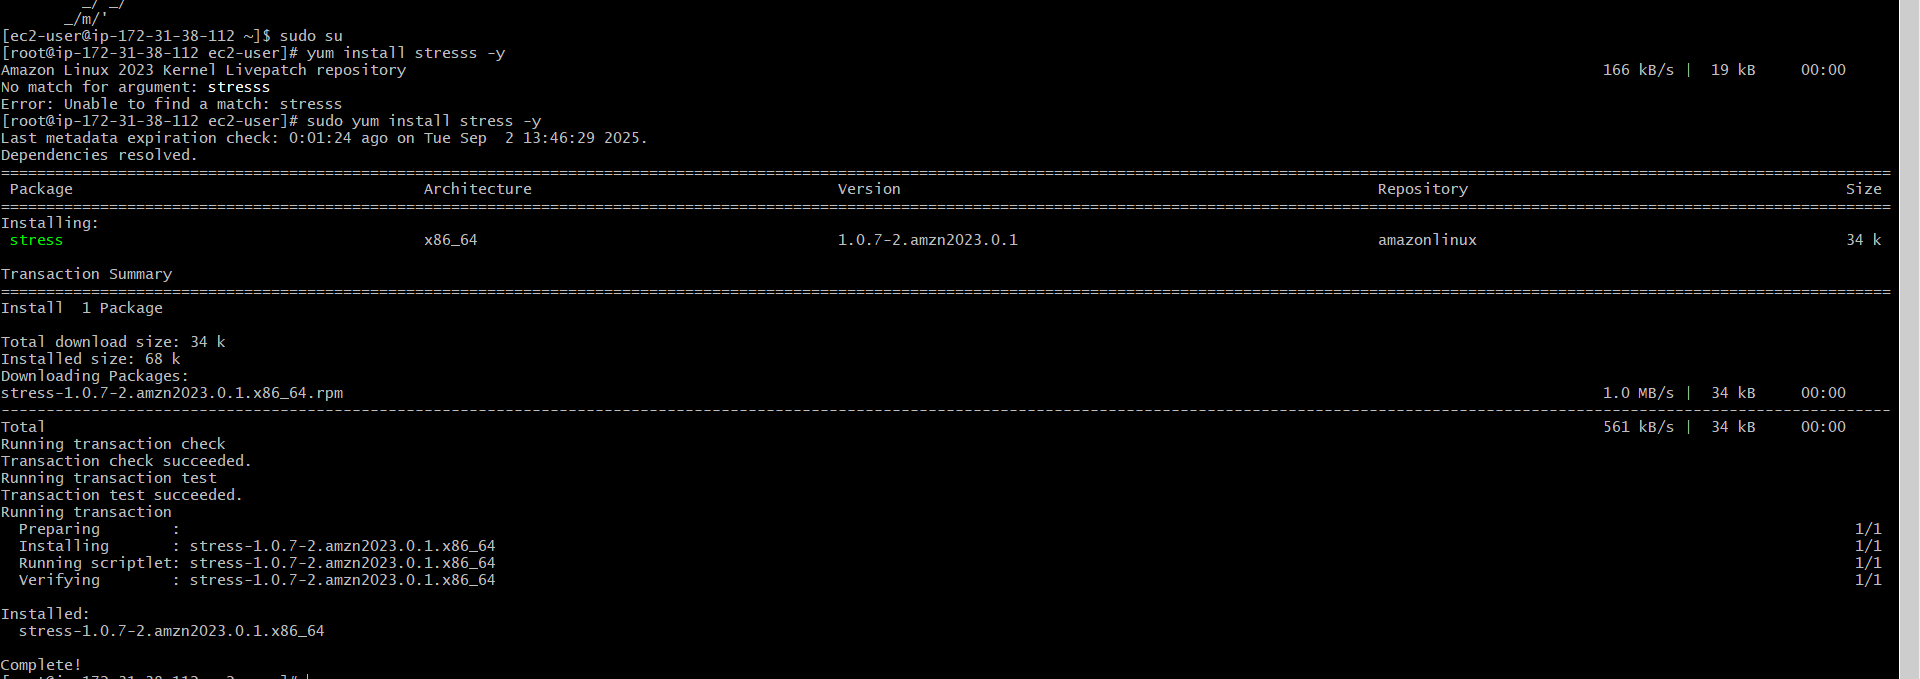 _/ _/
_/m/'
[ec2-user@ip-172-31-38-112 ~]$ sudo su
[root@ip-172-31-38-112 ec2-user]# yum install stresss -y
Amazon Linux 2023 Kernel Livepatch repository 166 kB/s | 19 kB 00:00
No match for argument: stresss
Error: Unable to find a match: stresss
[root@ip-172-31-38-112 ec2-user]# sudo yum install stress -y
Last metadata expiration check: 0:01:24 ago on Tue Sep  2 13:46:29 2025.
Dependencies resolved.
Package Architecture Version Repository Size
Installing:
stress x86_64 1.0.7-2.amzn2023.0.1 amazonlinux 34 k
Transaction Summary
Install  1 Package
Total download size: 34 k
Installed size: 68 k
Downloading Packages:
stress-1.0.7-2.amzn2023.0.1.x86_64.rpm 1.0 MB/s | 34 kB 00:00
Total 561 kB/s | 34 kB 00:00
Running transaction check
Transaction check succeeded.
Running transaction test
Transaction test succeeded.
Running transaction
Preparing : 1/1
Installing : stress-1.0.7-2.amzn2023.0.1.x86_64 1/1
Running scriptlet: stress-1.0.7-2.amzn2023.0.1.x86_64 1/1
Verifying : stress-1.0.7-2.amzn2023.0.1.x86_64 1/1
Installed:
stress-1.0.7-2.amzn2023.0.1.x86_64
Complete!